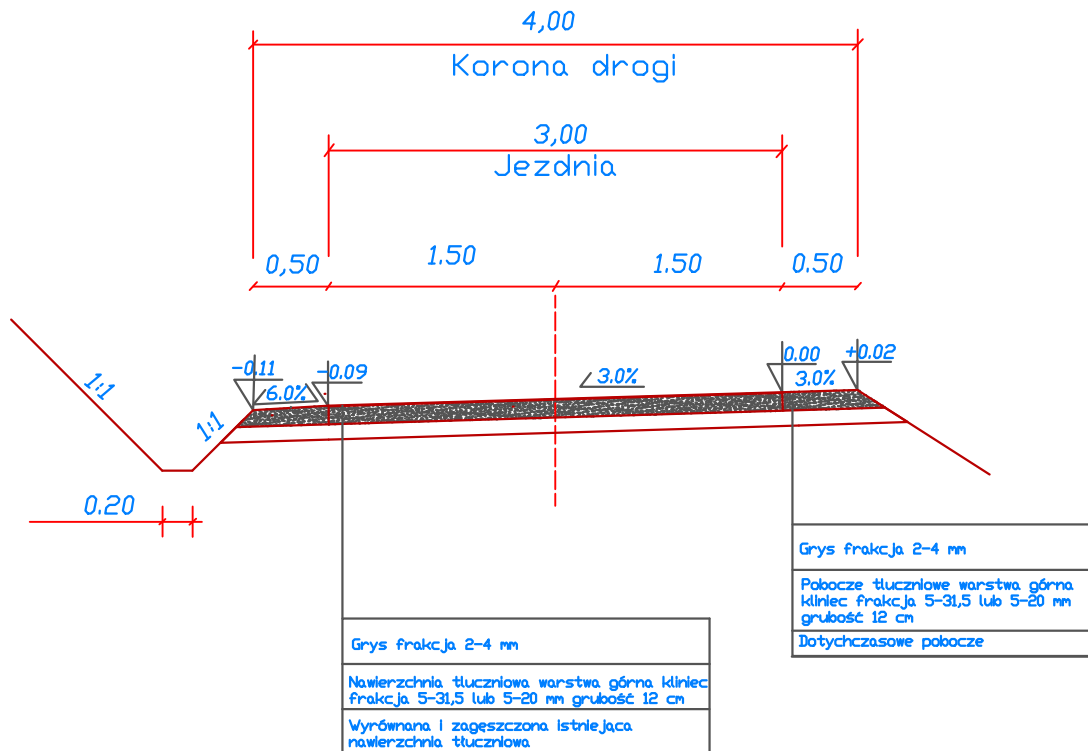 4,00
Korona drogi
3,00
Jezdnia
0,50
1.50
1.50
0.50
-0.11
-0.09
0.00
+0.02
6.0%
3.0%
3.0%
1:1
1:1
0.20
Grys frakcja 2-4 mm
Pobocze tłuczniowe warstwa górna
kliniec frakcja 5-31,5 lub 5-20 mm
grubość 12 cm
Dotychczasowe pobocze
Grys frakcja 2-4 mm
Nawierzchnia tłuczniowa warstwa górna kliniec
frakcja 5-31,5 lub 5-20 mm grubość 12 cm
Wyrównana i zagęszczona istniejąca
nawierzchnia tłuczniowa